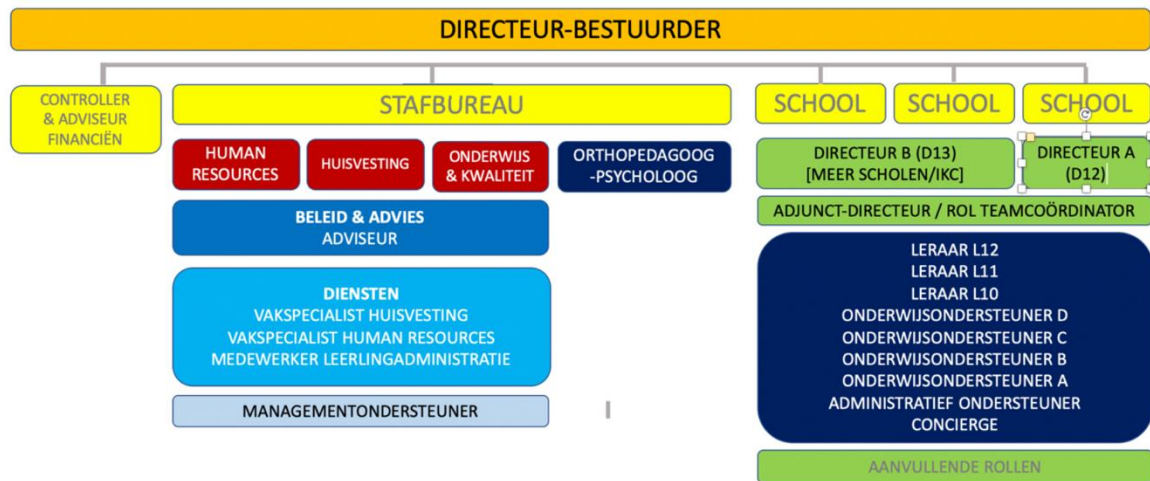 DIRECTEUR-BESTUURDER
CONTROLLER
& ADVISEUR
FINANCIËN
STAFBUREAU
SCHOOL
SCHOOL
SCHOOL
HUMAN
RESOURCES
HUISVESTING
ONDERWIJS
& KWALITEIT
ORTHOPEDAGOOG
-PSYCHOLOOG
BELEID & ADVIES
ADVISEUR
DIENSTEN
VAKSPECIALIST HUISVESTING
VAKSPECIALIST HUMAN RESOURCES
MEDEWERKER LEERLINGADMINISTRATIE
MANAGEMENTONDERSTEUNER
DIRECTEUR B (D13)
[MEER SCHOLEN/IKC]
DIRECTEUR A
(D12)
ADJUNCT-DIRECTEUR / ROL TEAMCOÖRDINATOR
LERAAR L12
LERAAR L11
LERAAR L10
ONDERWIJSONDERSTEUNER D
ONDERWIJSONDERSTEUNER C
ONDERWIJSONDERSTEUNER B
ONDERWIJSONDERSTEUNER A
ADMINISTRATIEF ONDERSTEUNER
CONCIERGE
AANVULLENDE ROLLEN